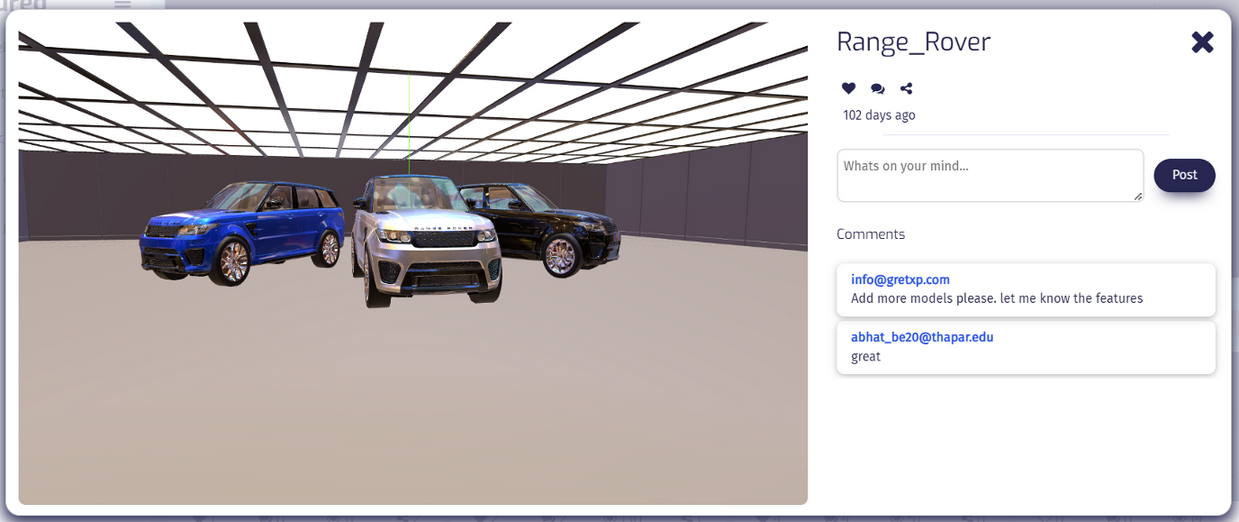 Range_Rover
102 days ago
Whats on your mind...
Post
Comments
info@gretxp.com
Add more models please. let me know the features
abhat_be20@thapar.edu
great
RANGE ROVER